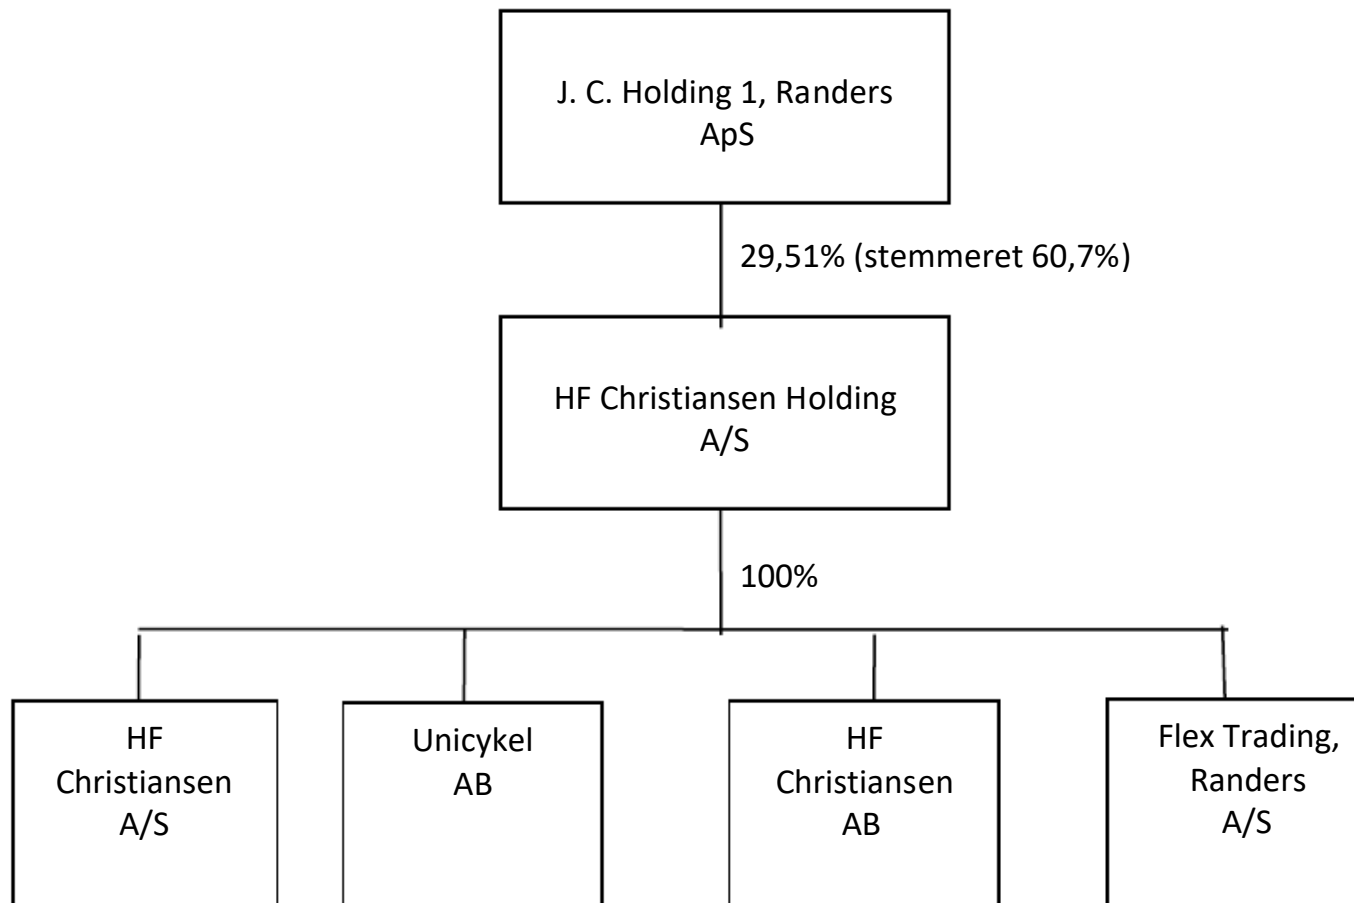 J. C. Holding 1, Randers
ApS
29,51% (stemmeret 60,7%)
HF Christiansen Holding
A/S
100%
HF
Christiansen
A/S
Unicykel
AB
HF
Christiansen
AB
Flex Trading,
Randers
A/S